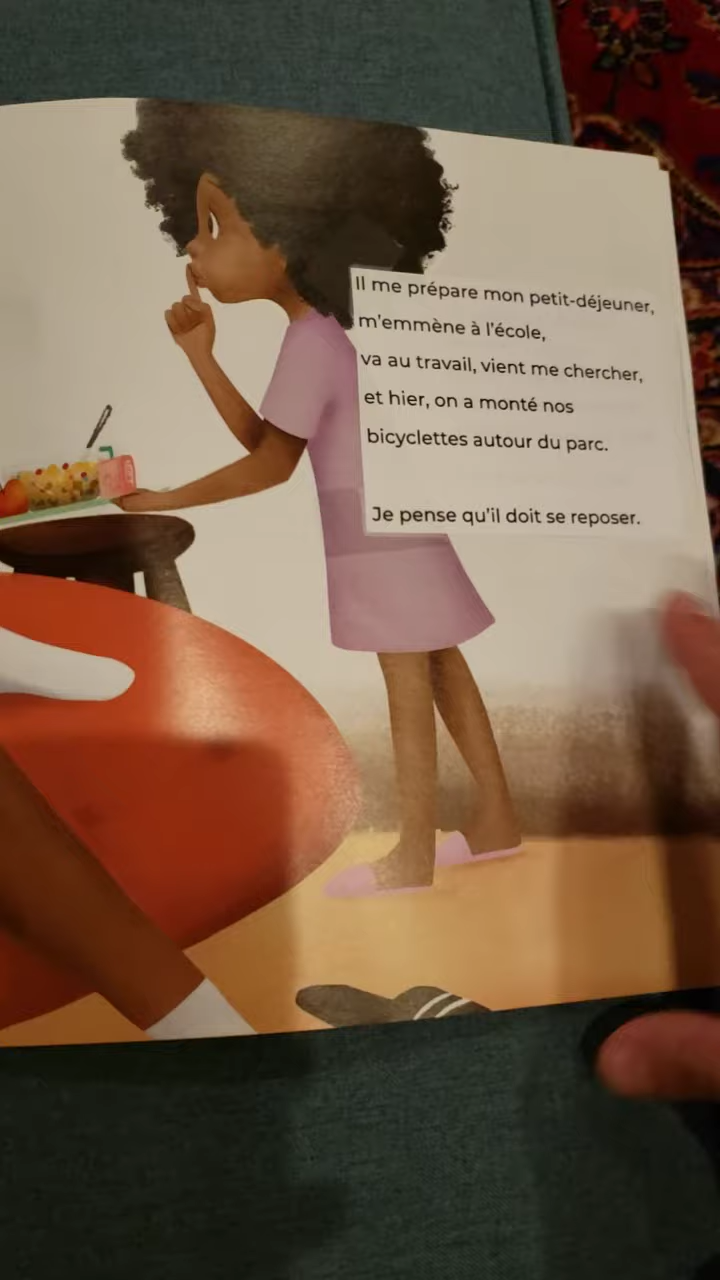 Il me prépare mon petit-déjeuner,
m'emmène à l'école,
va au travail, vient me chercher,
et hier, on a monté nos
bicyclettes autour du parc.
Je pense qu'il doit se reposer.